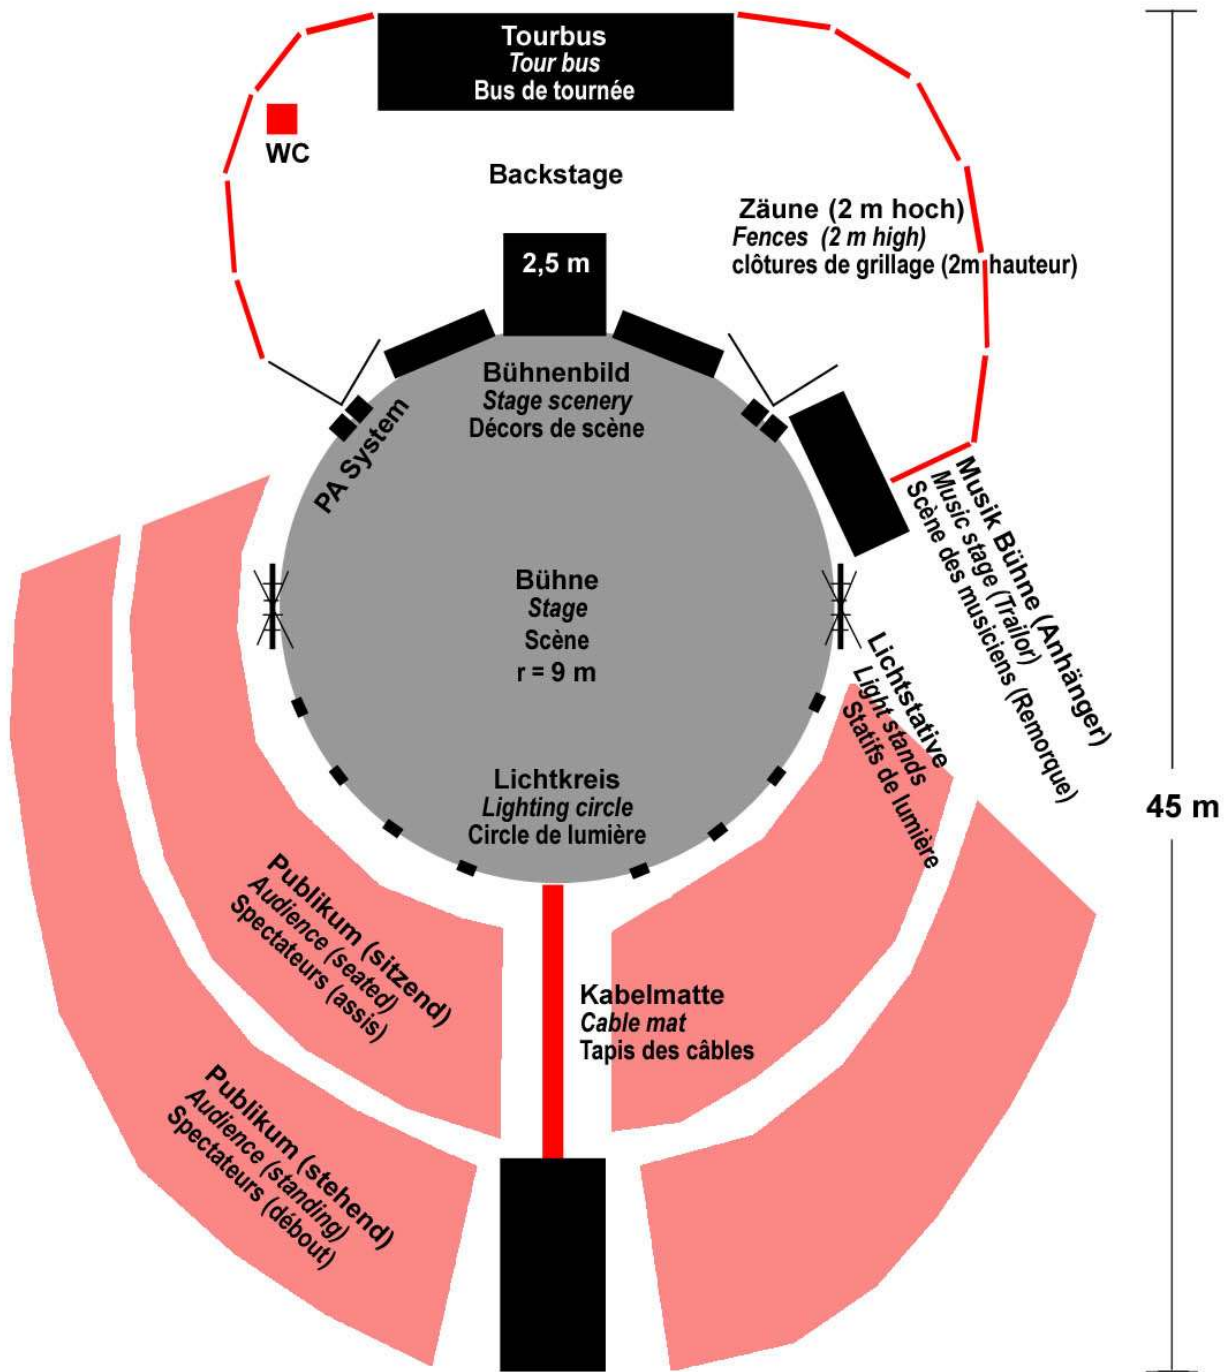 Tourbus
Tour bus
Bus de tournée
WC
Backstage
Zäune (2 m hoch)
Fences (2 m high)
clôtures de grillage (2m hauteur)
2,5 m
Bühnenbild
Stage scenery
Décors de scène
PA System
Musik Bühne (Anhänger)
Music stage (Trailor)
Scène des musiciens (Remorque)
Bühne
Stage
Scène
r = 9 m
Lichtstative
Light stands
Statifs de lumière
Lichtkreis
Lighting circle
Circle de lumière
45 m
Publikum (sitzend)
Audience (seated)
Spectateurs (assis)
Kabelmatte
Cable mat
Tapis des câbles
Publikum (stehend)
Audience (standing)
Spectateurs (débout)